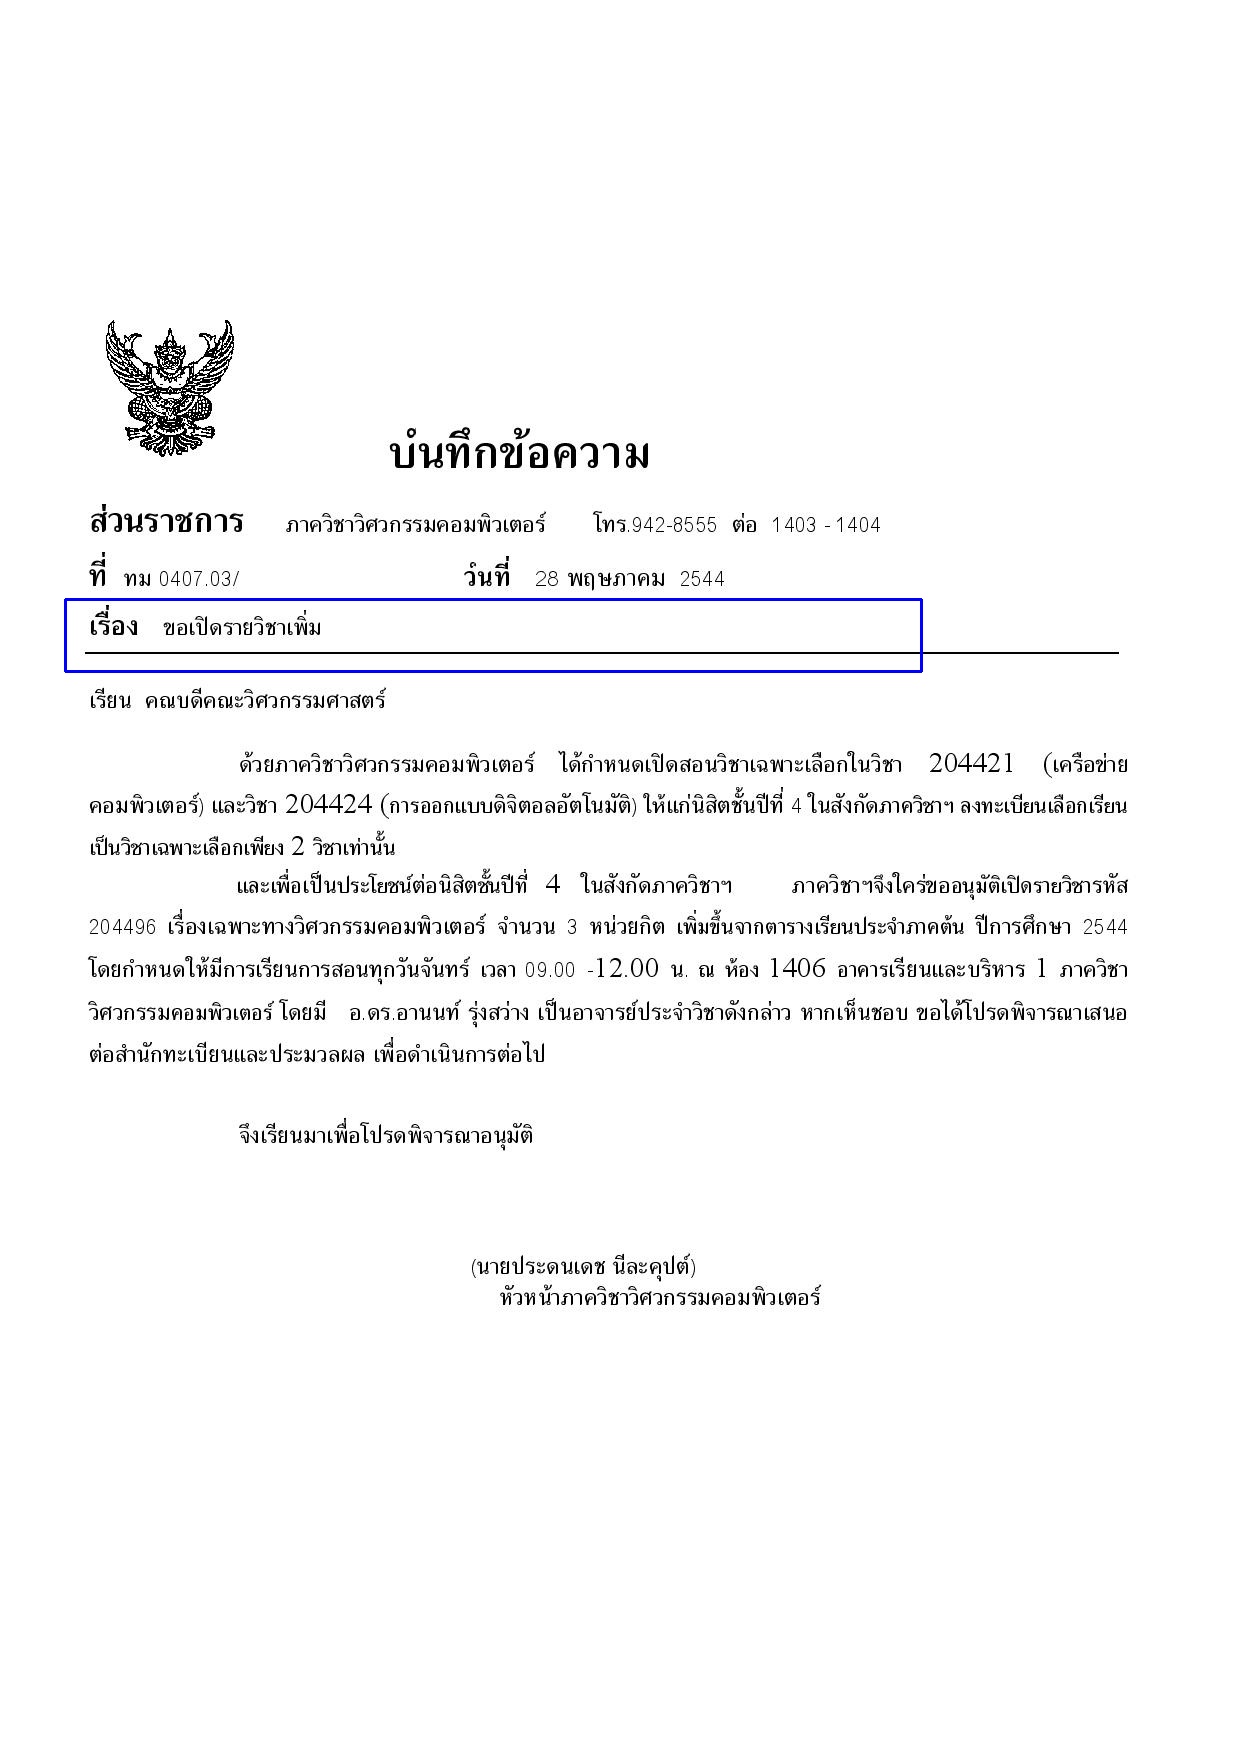 บันทึกข้อความ
ส่วนราชการ ภาควิชาวิศวกรรมคอมพิวเตอร์ โทร.942-8555 ต่อ 1403 - 1404
ที่ ทม 0407.03/ วันที่ 28 พฤษภาคม 2544
เรื่อง ขอเปิดรายวิชาเพิ่ม
เรียน คณบดีคณะวิศวกรรมศาสตร์
ด้วยภาควิชาวิศวกรรมคอมพิวเตอร์ ได้กำหนดเปิดสอนวิชาเฉพาะเลือกในวิชา 204421 (เครือข่าย
คอมพิวเตอร์) และวิชา 204424 (การออกแบบดิจิตอลอัตโนมัติ) ให้แก่นิสิตชั้นปีที่ 4 ในสังกัดภาควิชาฯ ลงทะเบียนเลือกเรียน
เป็นวิชาเฉพาะเลือกเพียง 2 วิชาเท่านั้น
และเพื่อเป็นประโยชน์ต่อนิสิตชั้นปีที่ 4 ในสังกัดภาควิชาฯ ภาควิชาฯจึงใคร่ขออนุมัติเปิดรายวิชารหัส
204496 เรื่องเฉพาะทางวิศวกรรมคอมพิวเตอร์ จำนวน 3 หน่วยกิต เพิ่มขึ้นจากตารางเรียนประจำภาคต้น ปีการศึกษา 2544
โดยกำหนดให้มีการเรียนการสอนทุกวันจันทร์ เวลา 09.00 -12.00 น. ณ ห้อง 1406 อาคารเรียนและบริหาร 1 ภาควิชา
วิศวกรรมคอมพิวเตอร์ โดยมี อ.ดร.อานนท์ รุ่งสว่าง เป็นอาจารย์ประจำวิชาดังกล่าว หากเห็นชอบ ขอได้โปรดพิจารณาเสนอ
ต่อสำนักทะเบียนและประมวลผล เพื่อดำเนินการต่อไป
จึงเรียนมาเพื่อโปรดพิจารณาอนุมัติ
(นายประดนเดช นีละคุปต์)
หัวหน้าภาควิชาวิศวกรรมคอมพิวเตอร์